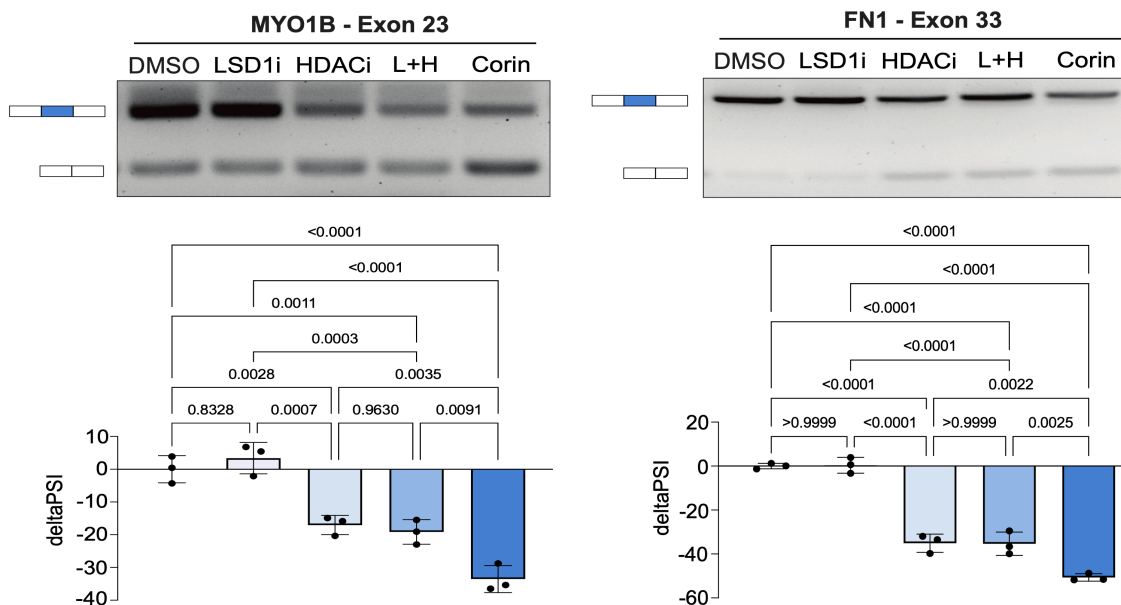 MYO1B - Exon 23
DMSO LSD1i HDACi L+H Corin
<0.0001
<0.0001
0.0011
0.0003
0.0028 0.0035
0.8328 0.0007 0.9630 0.0091
10
0
-10
-20
-30
-40
deltaPSI
FN1 - Exon 33
DMSO LSD1i HDACi L+H Corin
<0.0001
<0.0001
<0.0001
<0.0001
<0.0001 0.0022
>0.9999 <0.0001 >0.9999 0.0025
20
0
-20
-40
-60
deltaPSI